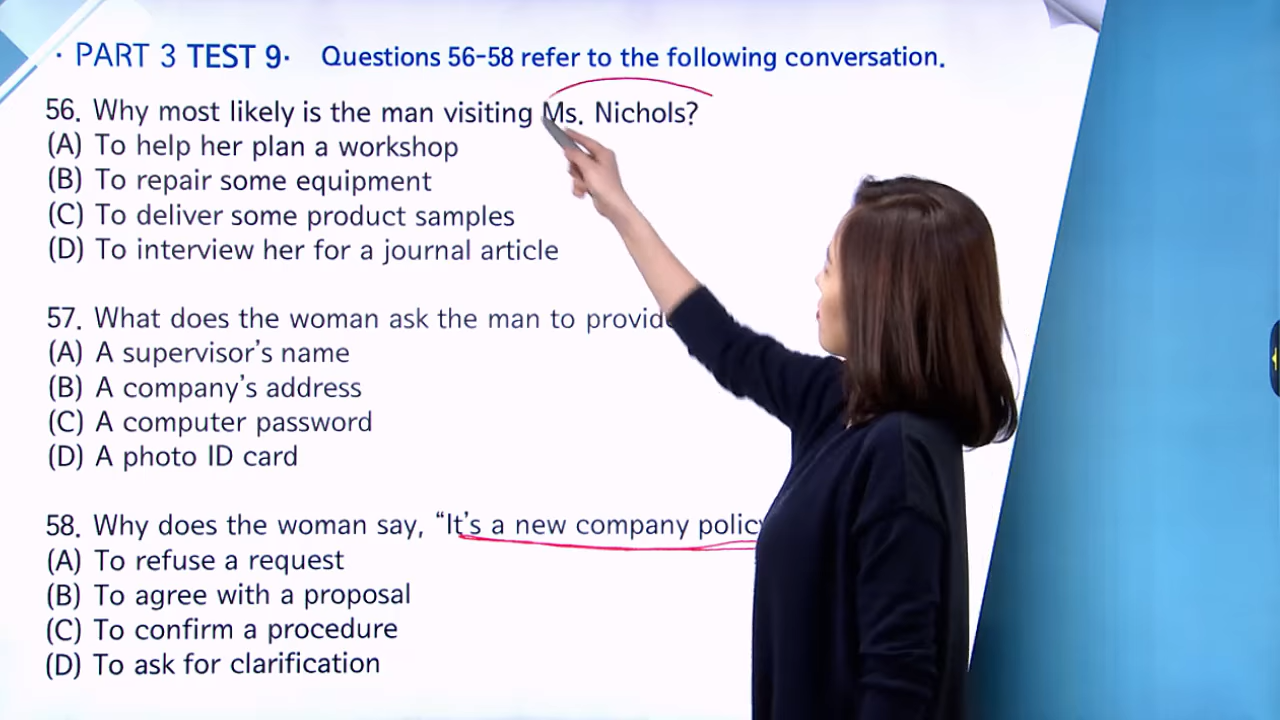 · PART 3 TEST 9· Questions 56-58 refer to the following conversation.
56. Why most likely is the man visiting Ms. Nichols?
(A) To help her plan a workshop
(B) To repair some equipment
(C) To deliver some product samples
(D) To interview her for a journal article
57. What does the woman ask the man to
(A) A supervisor's name
(B) A company's address
(C) A computer password
(D) A photo ID card
58. Why does the woman say, “It's a new company
(A) To refuse a request
(B) To agree with a proposal
(C) To confirm a procedure
(D) To ask for clarification